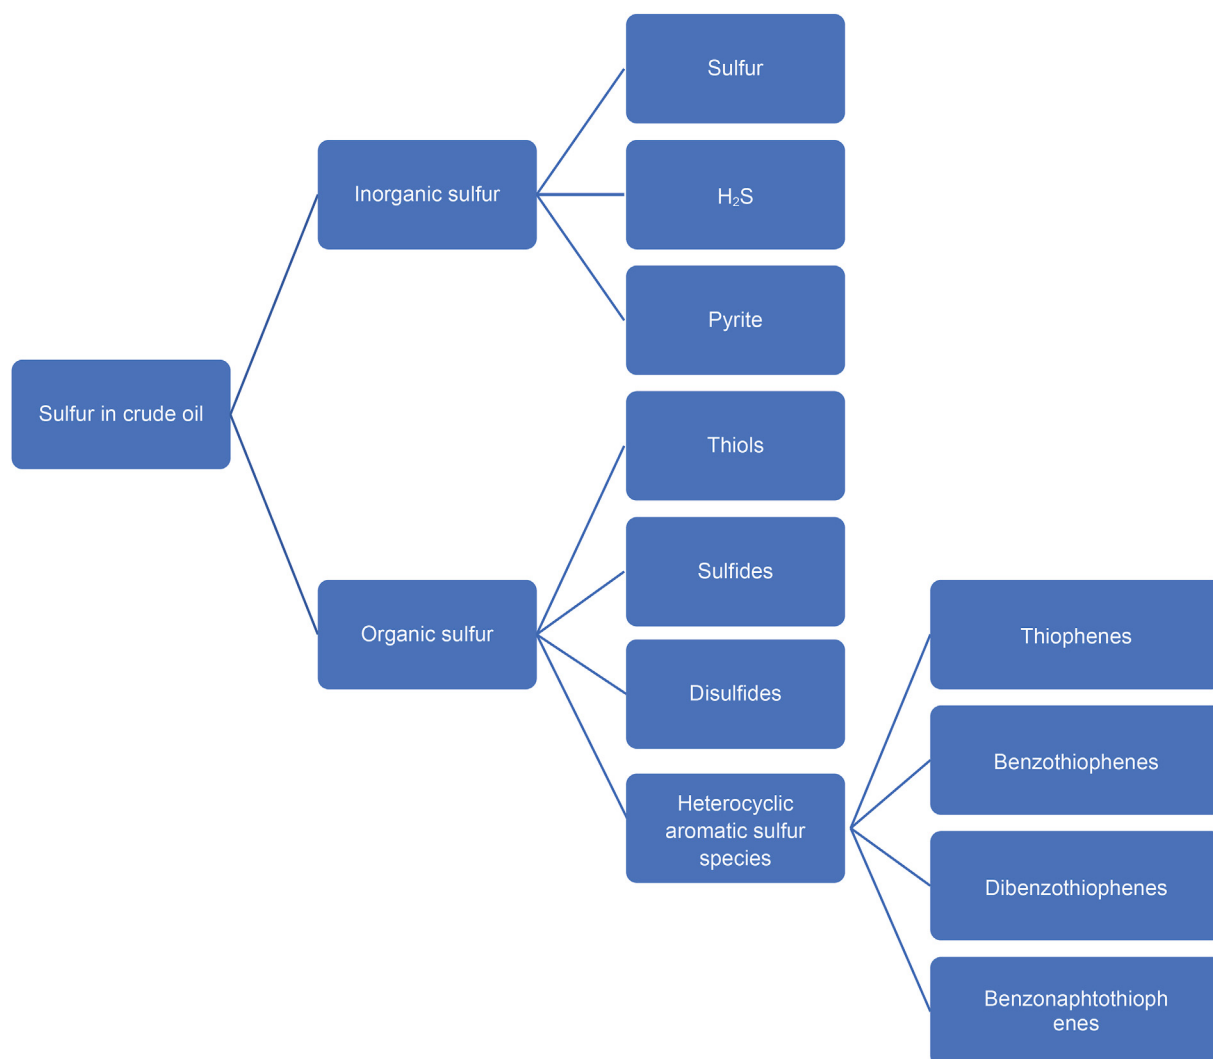 Sulfur
Inorganic sulfur
H₂S
Pyrite
Sulfur in crude oil
Thiols
Sulfides
Organic sulfur
Thiophenes
Disulfides
Benzothiophenes
Heterocyclic
aromatic sulfur
species
Dibenzothiophenes
Benzonaphtothioph
enes